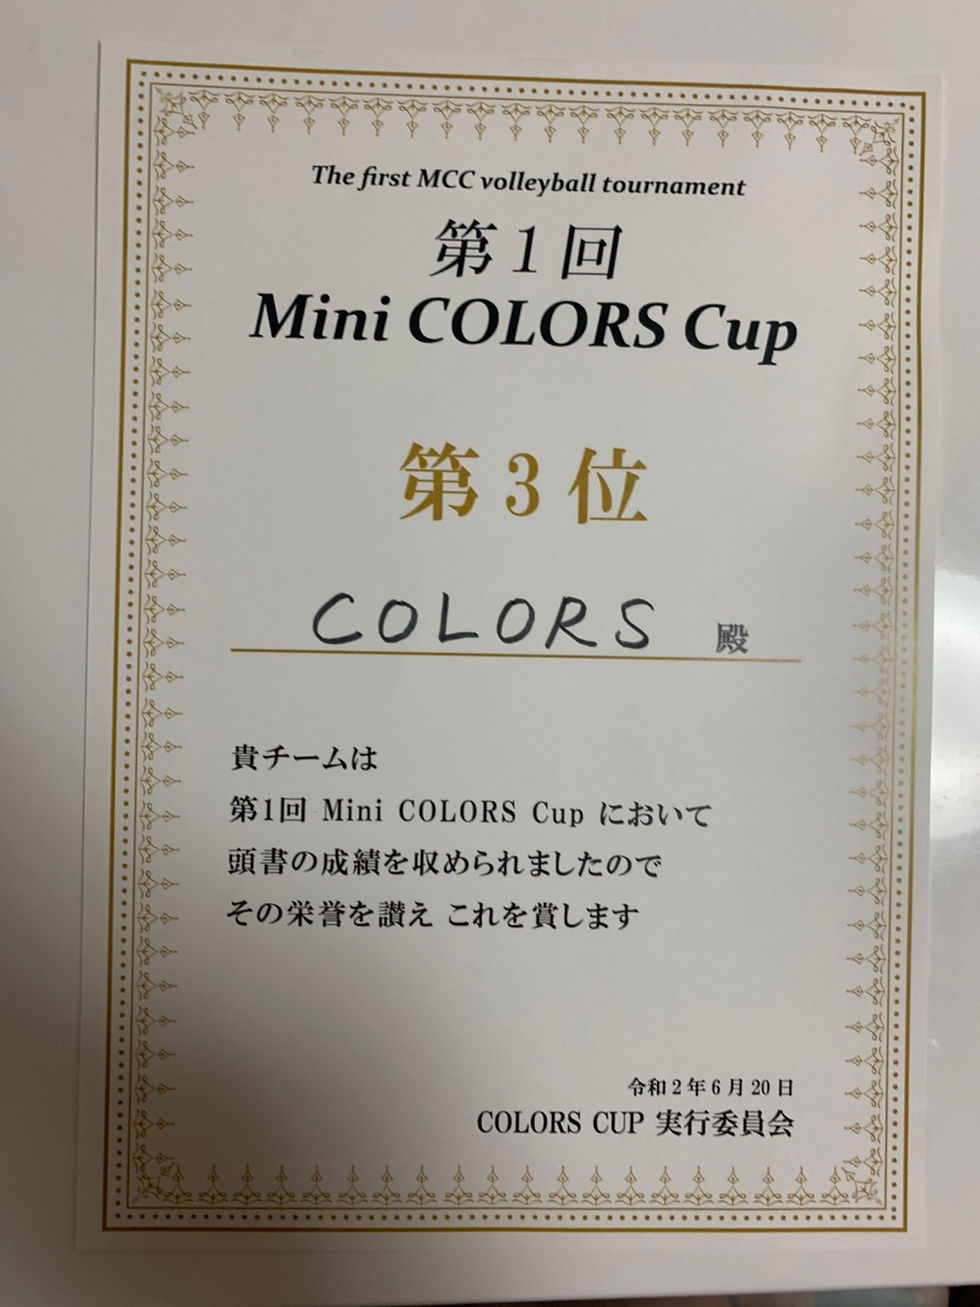 The first MCC volleyball tournament
第1回
Mini COLORS Cup
第3位
COLORS 殿
貴チームは
第1回 Mini COLORS Cup において
頭書の成績を収められましたので
その栄誉を讃え これを賞します
令和2年6月20日
COLORS CUP 実行委員会